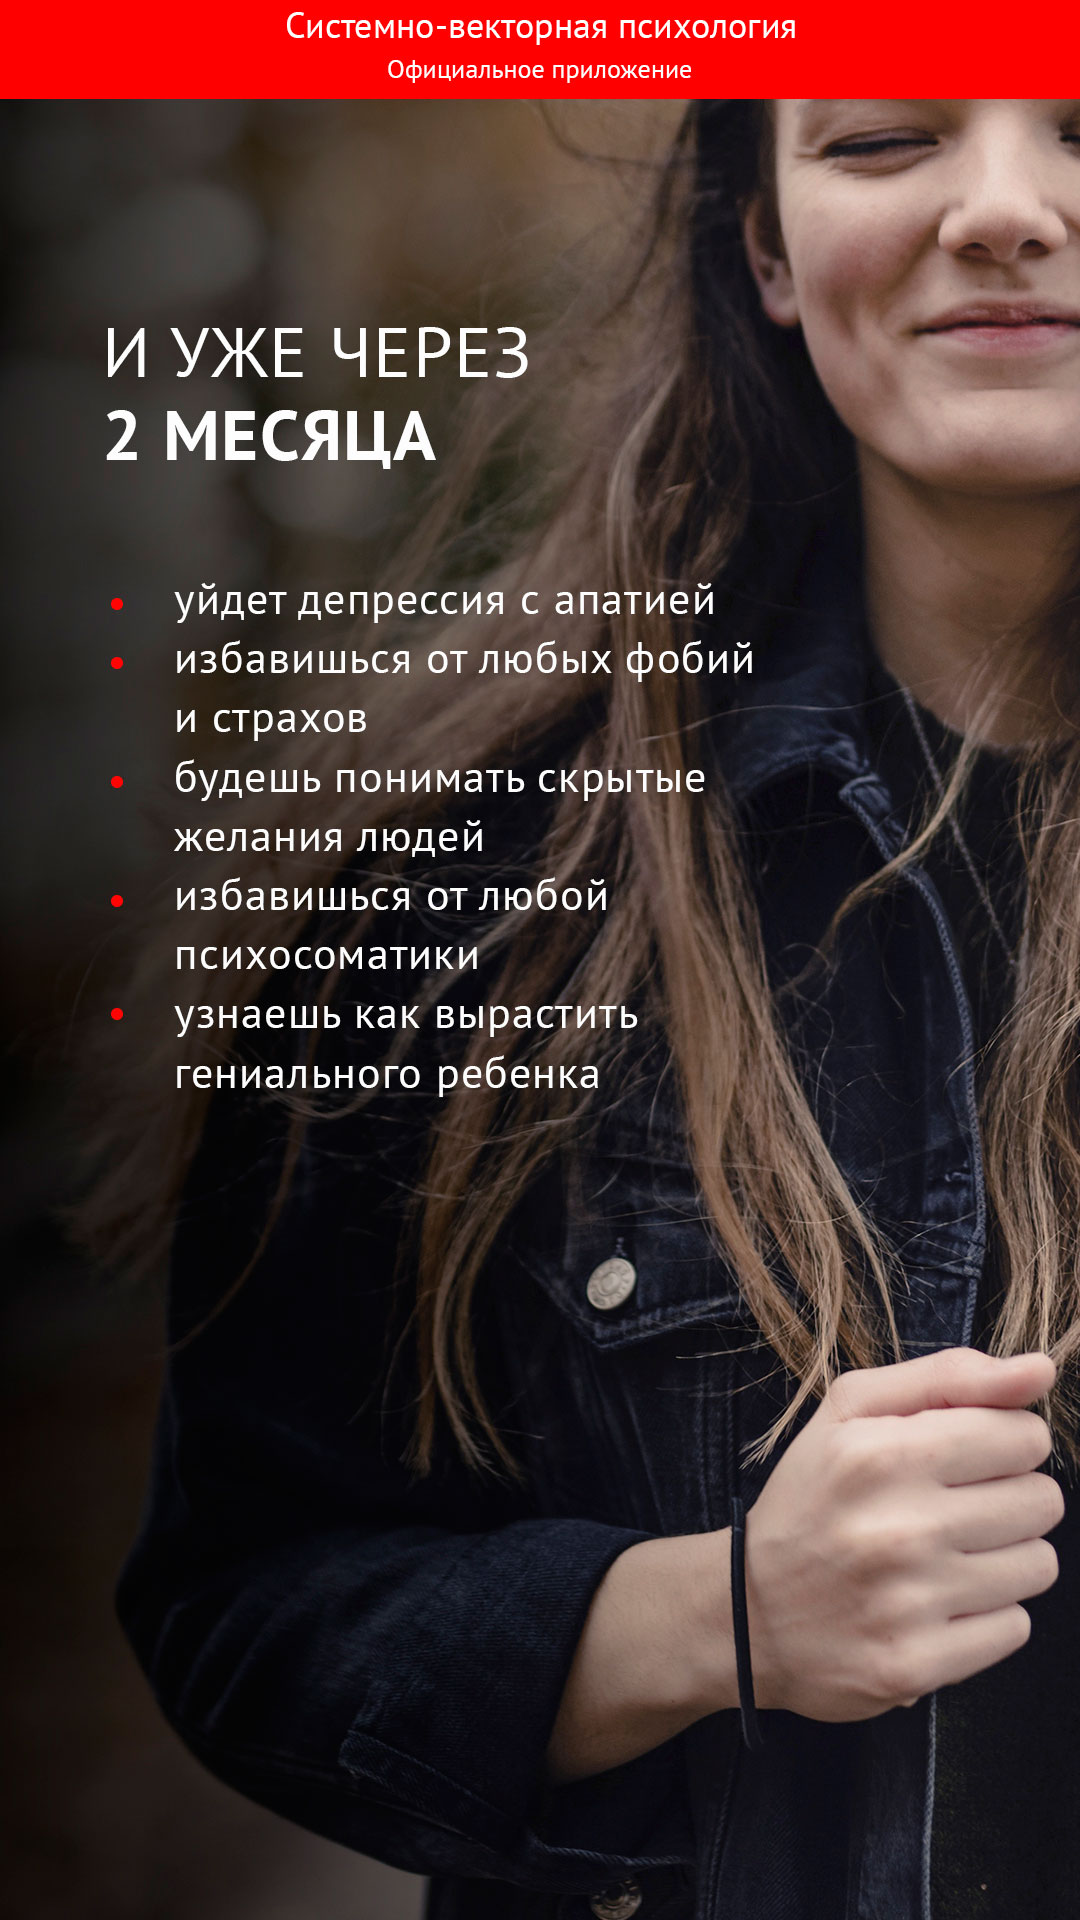 Системно-векторная психология
Официальное приложение
И УЖЕ ЧЕРЕЗ
2 МЕСЯЦА
• уйдет депрессия с апатией
• избавишься от любых фобий
и страхов
• будешь понимать скрытые
желания людей
• избавишься от любой
психосоматики
• узнаешь как вырастить
гениального ребенка